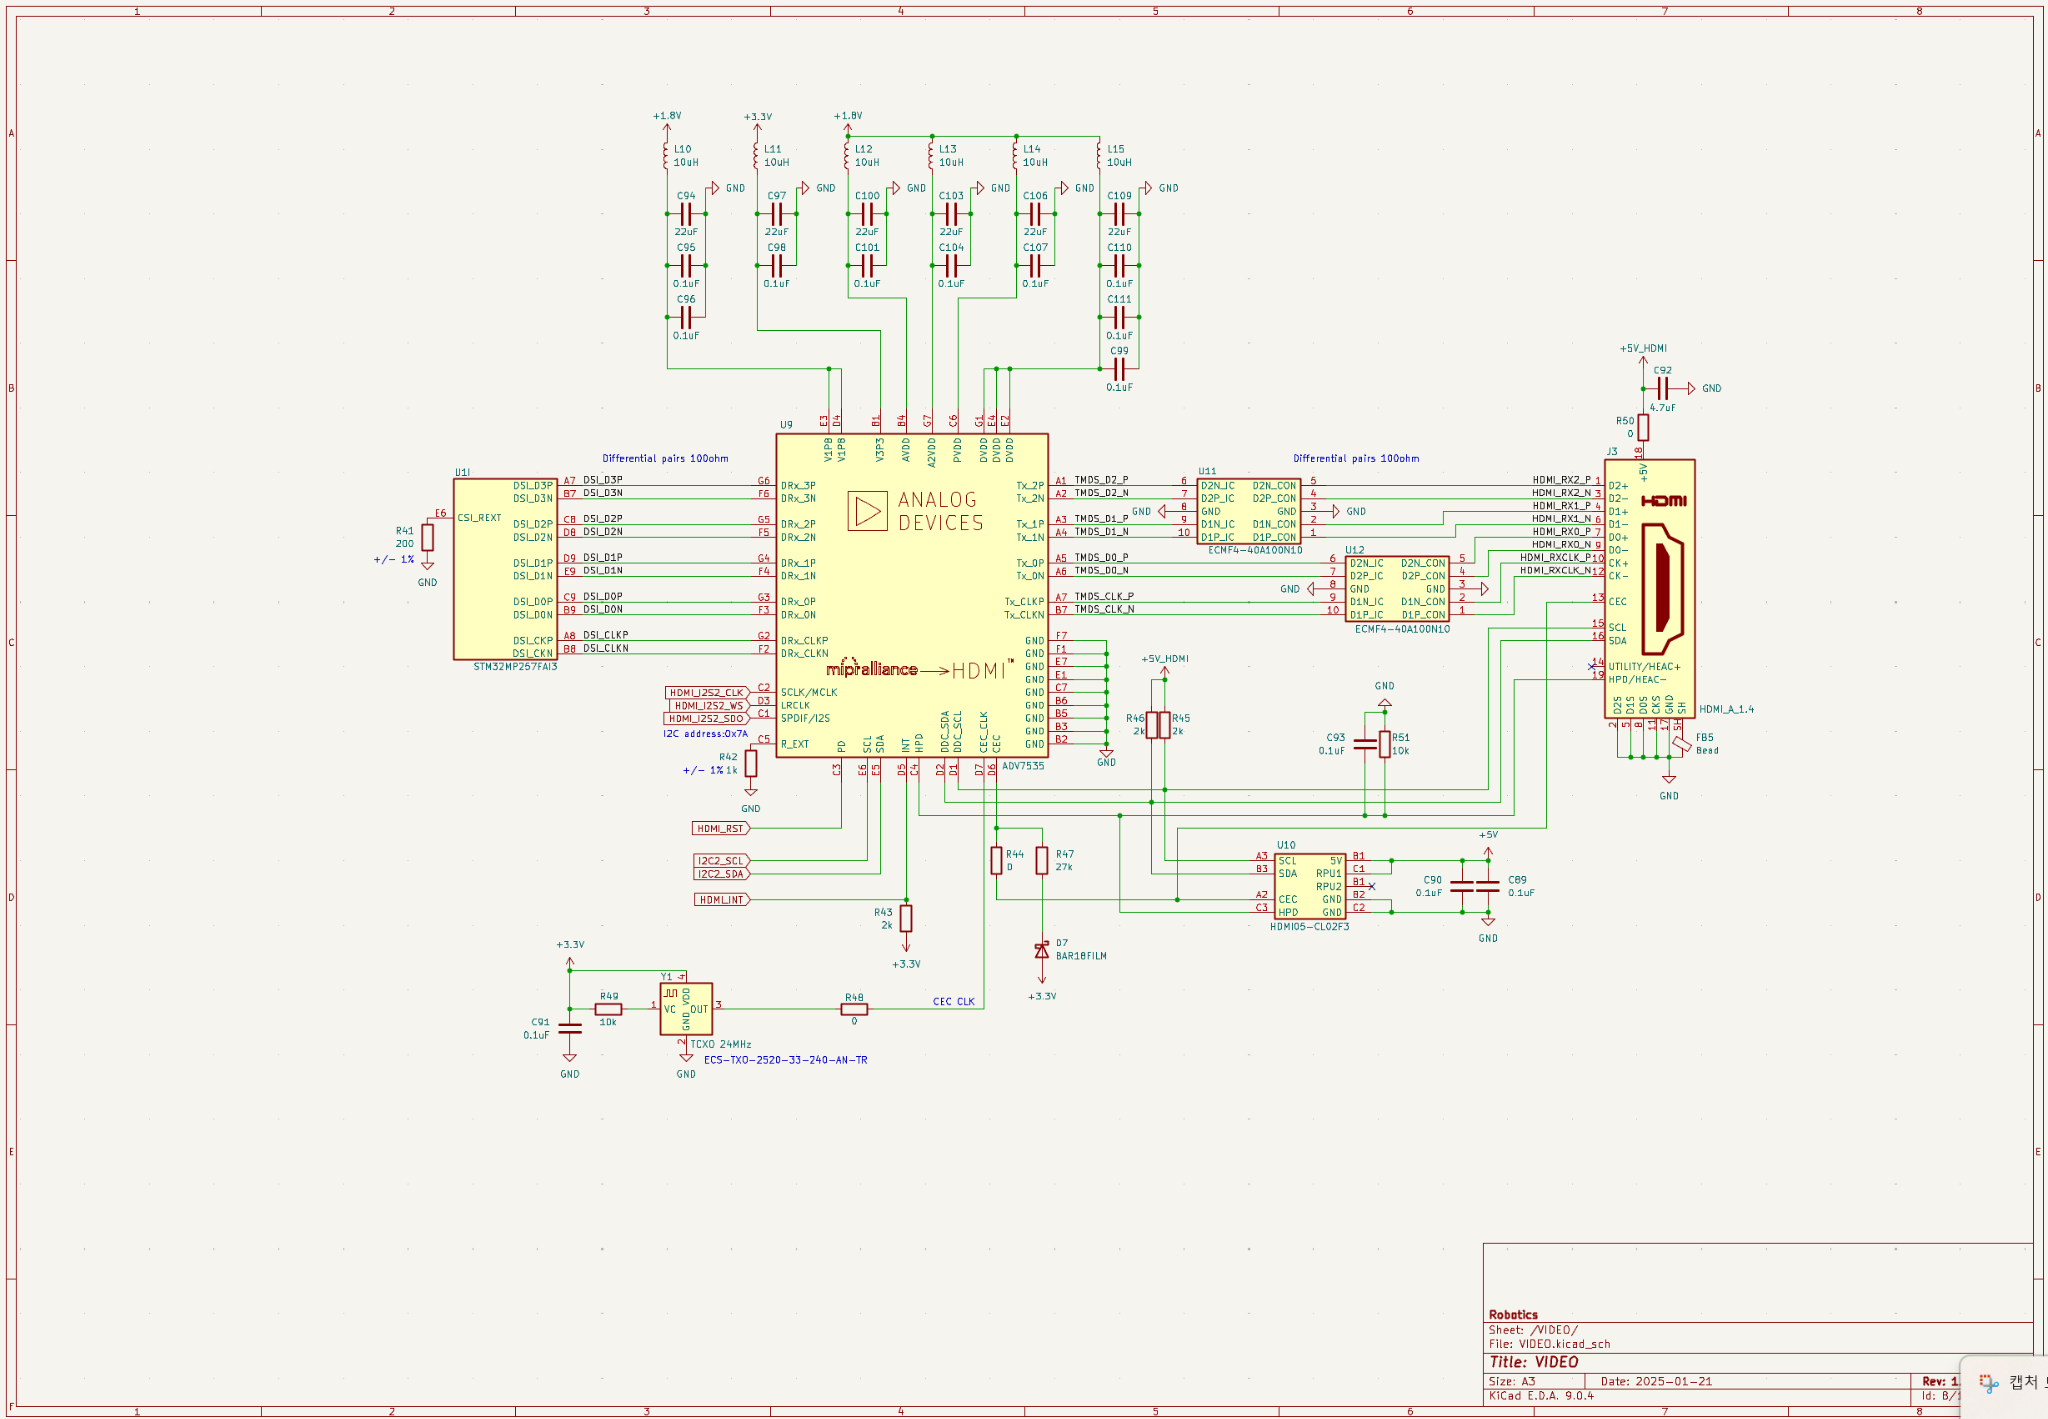 1 2 3 4 5 6 7 8
A A
B B
C C
D D
E E
F
+1.8V +3.3V +1.8V
L10 L11 L12 L13 L14 L15
10uH 10uH 10uH 10uH 10uH 10uH
GND GND GND GND GND GND
C94 C97 C100 C103 C106 C109
22uF 22uF 22uF 22uF 22uF 22uF
C95 C98 C101 C104 C107 C110
0.1uF 0.1uF 0.1uF 0.1uF 0.1uF 0.1uF
C96 C111
0.1uF 0.1uF
C99
0.1uF
+5V_HDMI
C92
GND
4.7uF
R50
0
U9
E3 D4 B1 B4 G7 C6 G1 E4 E2
V1P8 V1P8 V3P3 AVDD A2VDD PVDD DVDD DVDD DVDD
ANALOG
DEVICES
mipi alliance HDMI™
ADV7535
Differential pairs 100ohm
Differential pairs 100ohm
U1I
CSI_REXT
E6
R41
200
+/- 1%
GND
DSI_D3P A7 DSI_D3P G6 DRx_3P
DSI_D3N B7 DSI_D3N F6 DRx_3N
DSI_D2P C8 DSI_D2P G5 DRx_2P
DSI_D2N D8 DSI_D2N F5 DRx_2N
DSI_D1P D9 DSI_D1P G4 DRx_1P
DSI_D1N E9 DSI_D1N F4 DRx_1N
DSI_D0P C9 DSI_D0P G3 DRx_0P
DSI_D0N B9 DSI_D0N F3 DRx_0N
DSI_CKP A8 DSI_CLKP G2 DRx_CLKP
DSI_CKN B8 DSI_CLKN F2 DRx_CLKN
STM32MP257FAI3
HDMI_I2S2_CLK C2 SCLK/MCLK
HDMI_I2S2_WS D3 LRCLK
HDMI_I2S2_SDO C1 SPDIF/I2S
I2C address:0x7A
C5 R_EXT
R42
+/- 1% 1k
GND
Tx_2P A1 TMDS_D2_P
Tx_2N A2 TMDS_D2_N
Tx_1P A3 TMDS_D1_P
Tx_1N A4 TMDS_D1_N
Tx_0P A5 TMDS_D0_P
Tx_0N A6 TMDS_D0_N
Tx_CLKP A7 TMDS_CLK_P
Tx_CLKN B7 TMDS_CLK_N
GND F7
GND F1
GND E7
GND E1
GND C7
GND B6
GND B5
GND B3
GND B2
GND
PD SCL SDA INT HPD DDC_SDA DDC_SCL CEC_CLK CEC
C3 E6 E5 D5 C4 D2 D1 D7 D6
U11
6 D2N_IC D2N_CON 5
7 D2P_IC D2P_CON 4
GND 8 GND GND 3 GND
9 D1N_IC D1N_CON 2
10 D1P_IC D1P_CON 1
ECMF4-40A100N10
U12
6 D2N_IC D2N_CON 5
7 D2P_IC D2P_CON 4
GND 8 GND GND 3
9 D1N_IC D1N_CON 2
10 D1P_IC D1P_CON 1
ECMF4-40A100N10
J3
18
+5V
HDMI
HDMI_RX2_P 1 D2+
HDMI_RX2_N 3 D2-
HDMI_RX1_P 4 D1+
HDMI_RX1_N 6 D1-
HDMI_RX0_P 7 D0+
HDMI_RX0_N 9 D0-
HDMI_RXCLK_P 10 CK+
HDMI_RXCLK_N 12 CK-
13 CEC
15 SCL
16 SDA
14 UTILITY/HEAC+
19 HPD/HEAC-
D2S D1S D0S CKS GND SH
2 5 8 11 17 SH
HDMI_A_1.4
FB5
Bead
GND
+5V_HDMI
R46 R45
2k 2k
GND
C93 R51
0.1uF 10k
HDMI_RST
I2C2_SCL
I2C2_SDA
HDMI_INT
R43
2k
+3.3V
R44 R47
D 27k
D7
BAR18FILM
+3.3V
U10
A3 SCL 5V B1
B3 SDA RPU1 C1
RPU2 B1
A2 CEC GND B2
C3 HPD GND C2
HDMI05-CL02F3
+5V
C90 C89
0.1uF 0.1uF
GND
+3.3V
Y1
4
R49
10k
1 VC VDD GND OUT 3
2
C91
0.1uF
GND
GND
TCXO 24MHz
ECS-TXO-2520-33-240-AN-TR
R48
0
CEC CLK
Robotics
Sheet: /VIDEO/
File: VIDEO.kicad_sch
Title: VIDEO
Size: A3 Date: 2025-01-21 Rev: 1
KiCad E.D.A. 9.0.4 Id: 8/
캡처
1 2 3 4 5 6 7 8